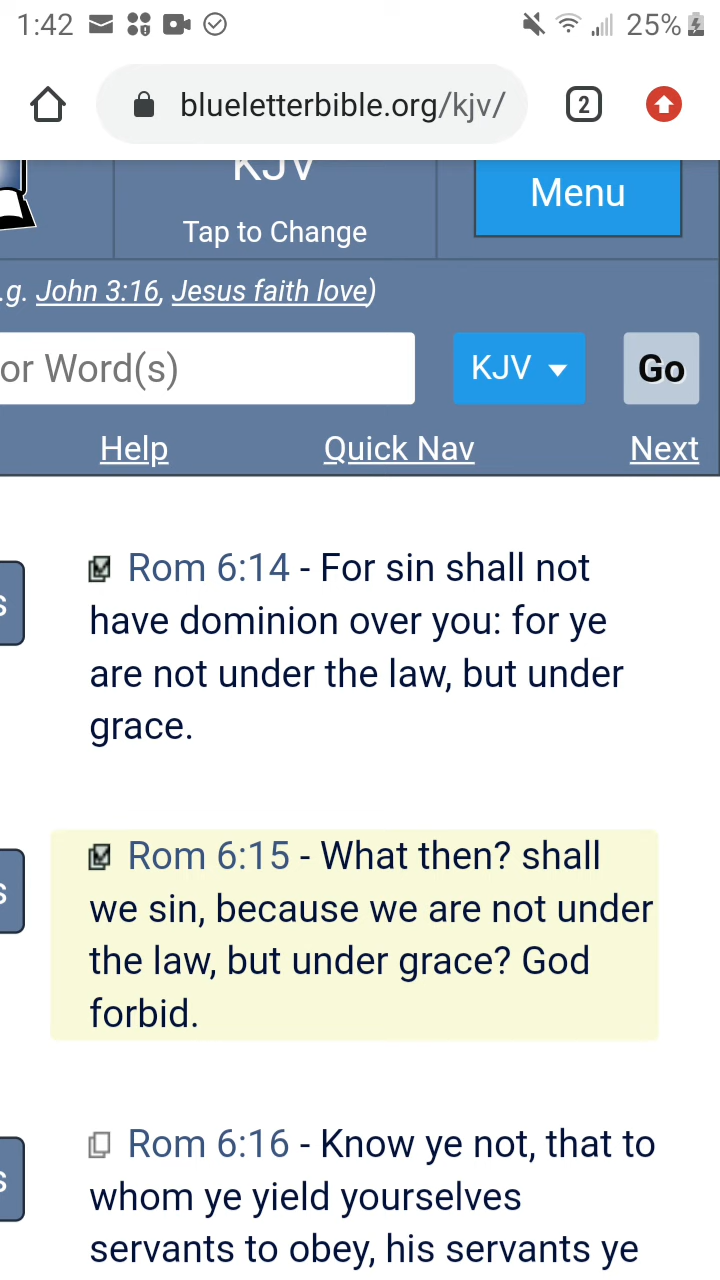 1:42 25%
blueletterbible.org/kjv/ 2
KJV
Tap to Change
Menu
.g. John 3:16, Jesus faith love)
or Word(s) KJV Go
Help Quick Nav Next
Rom 6:14 - For sin shall not
have dominion over you: for ye
are not under the law, but under
grace.
Rom 6:15 - What then? shall
we sin, because we are not under
the law, but under grace? God
forbid.
Rom 6:16 - Know ye not, that to
whom ye yield yourselves
servants to obey, his servants ye